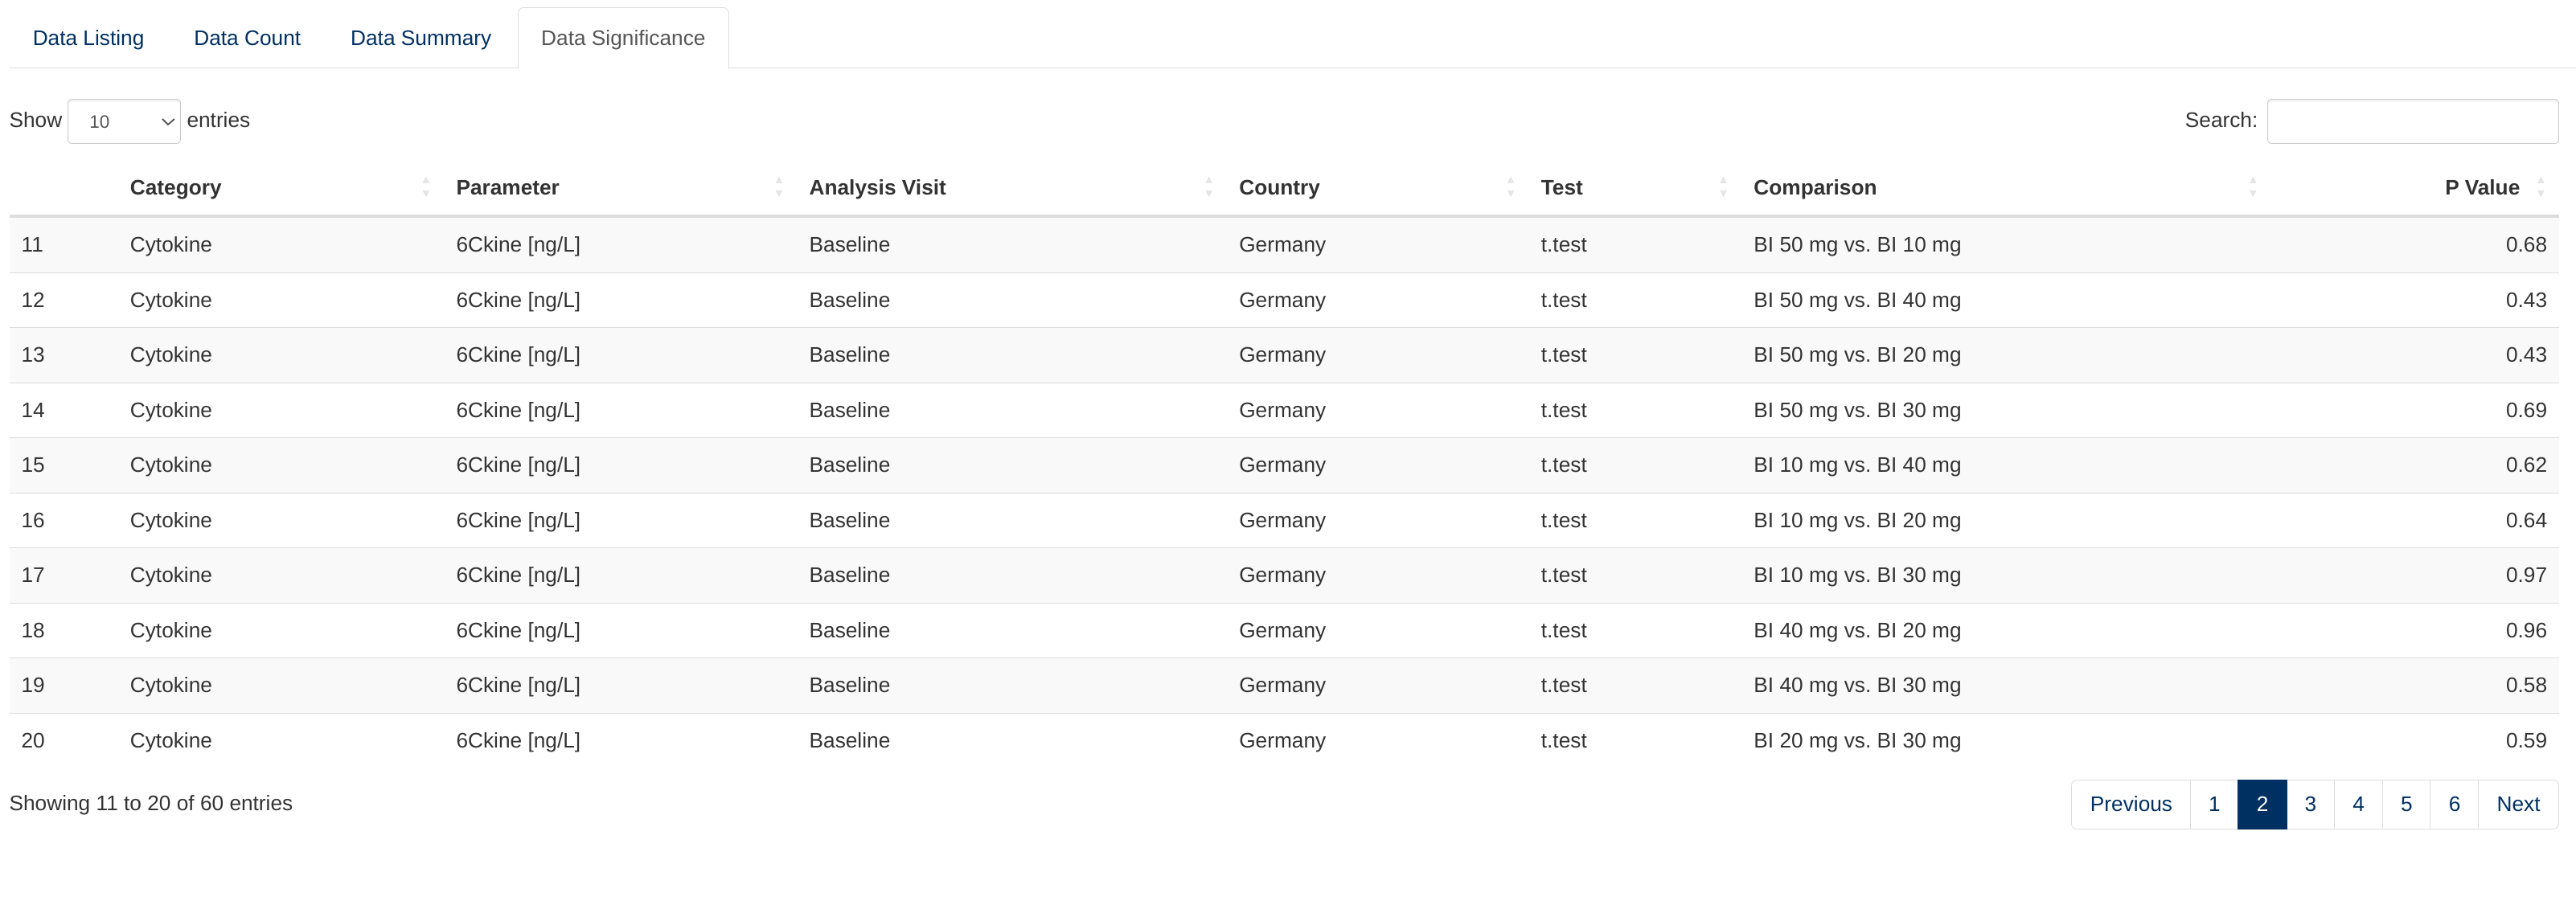 Data Listing Data Count Data Summary Data Significance
Show 10 entries Search:
Category Parameter Analysis Visit Country Test Comparison P Value
11 Cytokine 6Ckine [ng/L] Baseline Germany t.test BI 50 mg vs. BI 10 mg 0.68
12 Cytokine 6Ckine [ng/L] Baseline Germany t.test BI 50 mg vs. BI 40 mg 0.43
13 Cytokine 6Ckine [ng/L] Baseline Germany t.test BI 50 mg vs. BI 20 mg 0.43
14 Cytokine 6Ckine [ng/L] Baseline Germany t.test BI 50 mg vs. BI 30 mg 0.69
15 Cytokine 6Ckine [ng/L] Baseline Germany t.test BI 10 mg vs. BI 40 mg 0.62
16 Cytokine 6Ckine [ng/L] Baseline Germany t.test BI 10 mg vs. BI 20 mg 0.64
17 Cytokine 6Ckine [ng/L] Baseline Germany t.test BI 10 mg vs. BI 30 mg 0.97
18 Cytokine 6Ckine [ng/L] Baseline Germany t.test BI 40 mg vs. BI 20 mg 0.96
19 Cytokine 6Ckine [ng/L] Baseline Germany t.test BI 40 mg vs. BI 30 mg 0.58
20 Cytokine 6Ckine [ng/L] Baseline Germany t.test BI 20 mg vs. BI 30 mg 0.59
Showing 11 to 20 of 60 entries Previous 1 2 3 4 5 6 Next